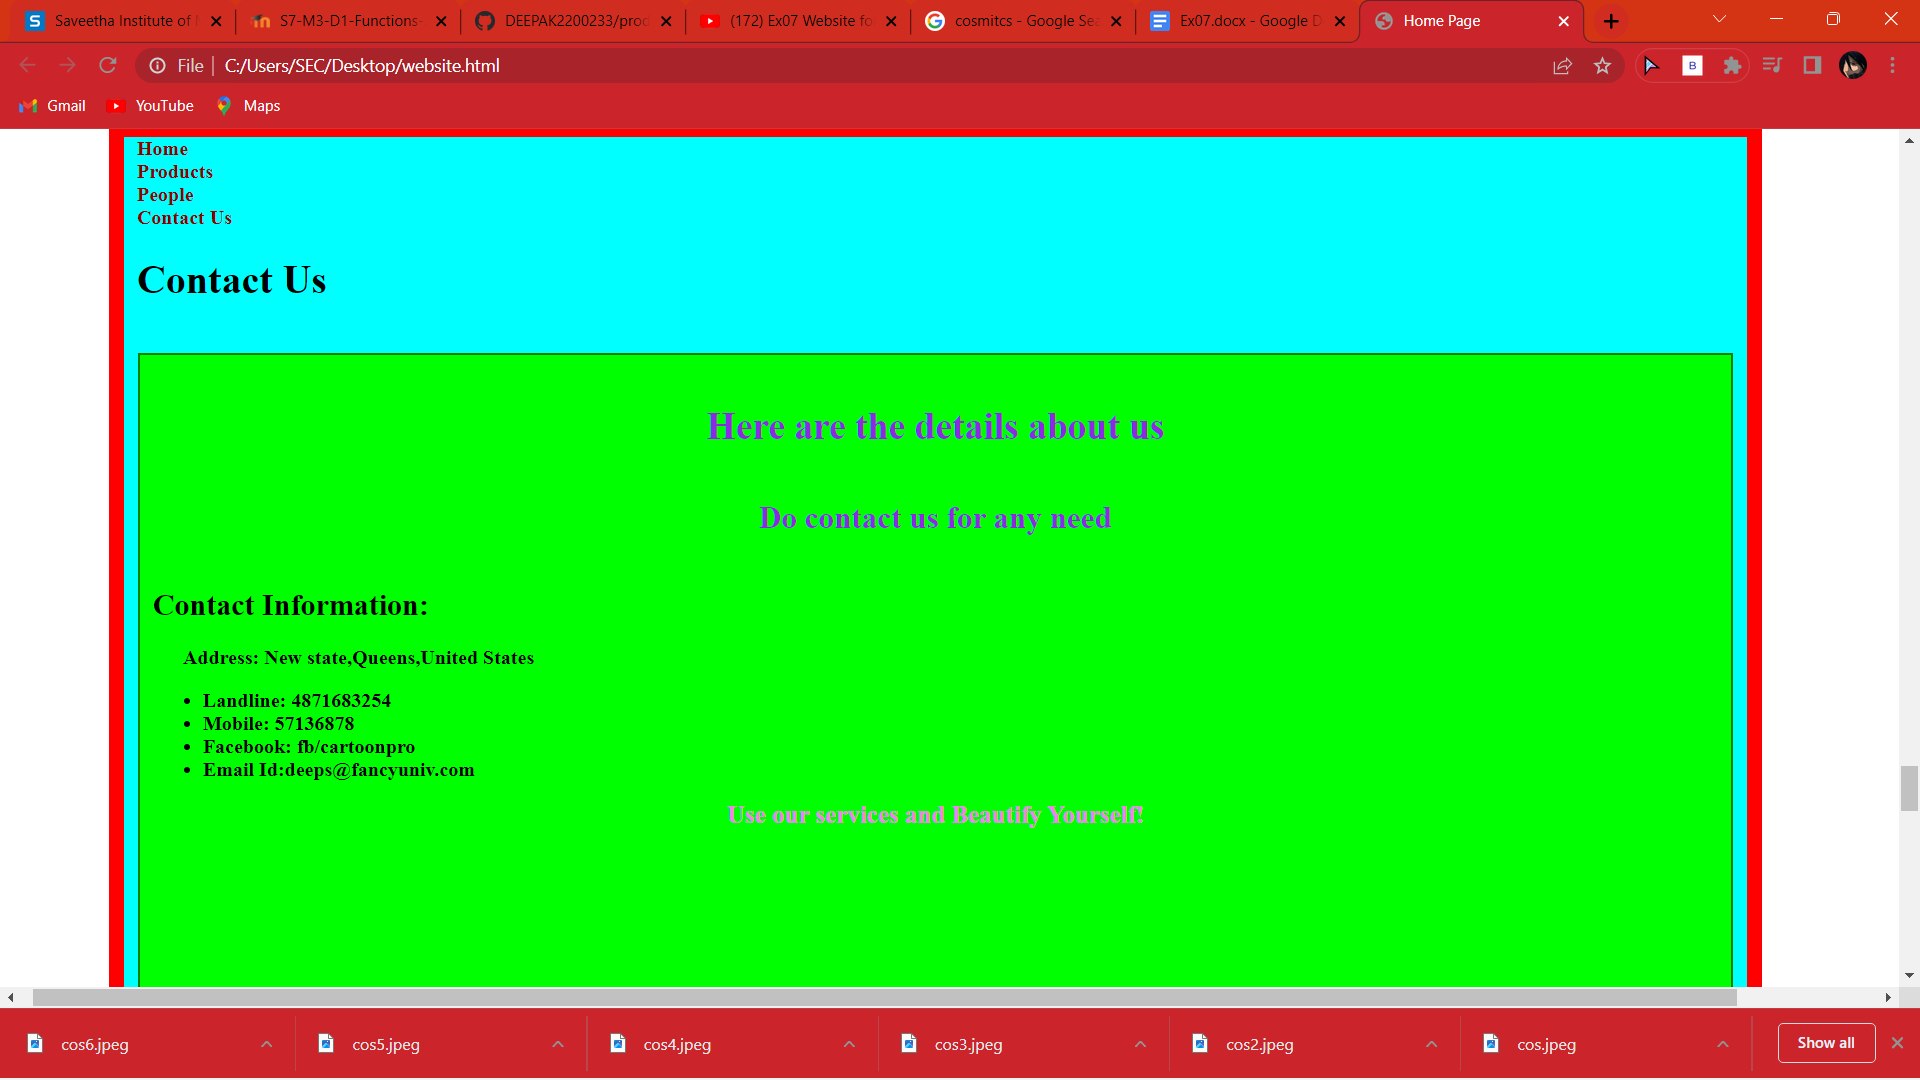 Saveetha Institute of
S7-M3-D1-Functions-
DEEPAK2200233/prod
(172) Ex07 Website fo
cosmitcs - Google Sea
Ex07.docx - Google D
Home Page
File
C:/Users/SEC/Desktop/website.html
Gmail
YouTube
Maps
Home
Products
People
Contact Us
Contact Us
Here are the details about us
Do contact us for any need
Contact Information:
Address: New state,Queens,United States
• Landline: 4871683254
• Mobile: 57136878
• Facebook: fb/cartoonpro
• Email Id:deeps@fancyuniv.com
Use our services and Beautify Yourself!
cos6.jpeg
cos5.jpeg
cos4.jpeg
cos3.jpeg
cos2.jpeg
cos.jpeg
Show all